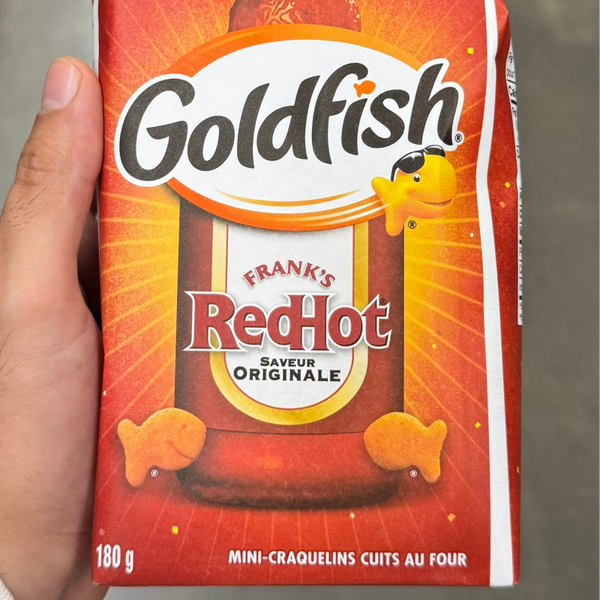 Goldfish®
®
FRANK'S
RedHot®
SAVEUR
ORIGINALE
®
®
180 g
MINI-CRAQUELINS CUITS AU FOUR